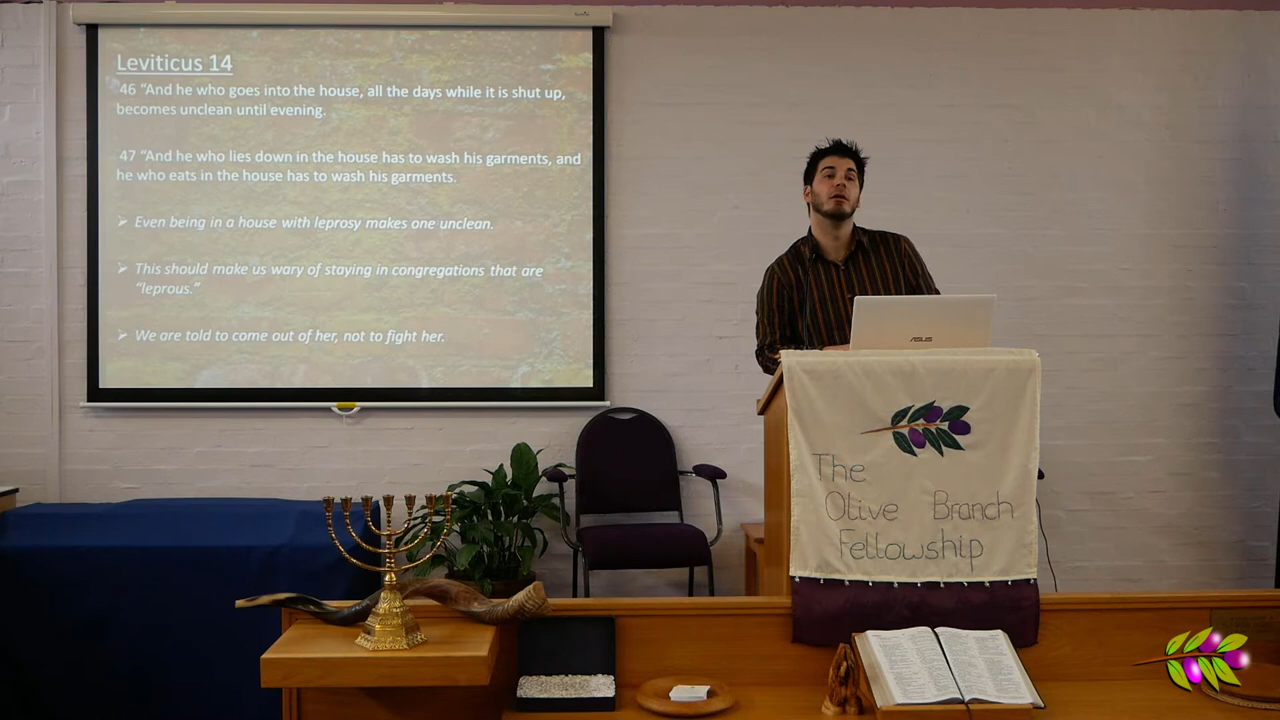 Leviticus 14
46 “And he who goes into the house, all the days while it is shut up,
becomes unclean until evening.
47 “And he who lies down in the house has to wash his garments, and
he who eats in the house has to wash his garments.
➢ Even being in a house with leprosy makes one unclean.
➢ This should make us wary of staying in congregations that are
“leprous.”
➢ We are told to come out of her, not to fight her.
ASUS
The
Olive Branch
Fellowship